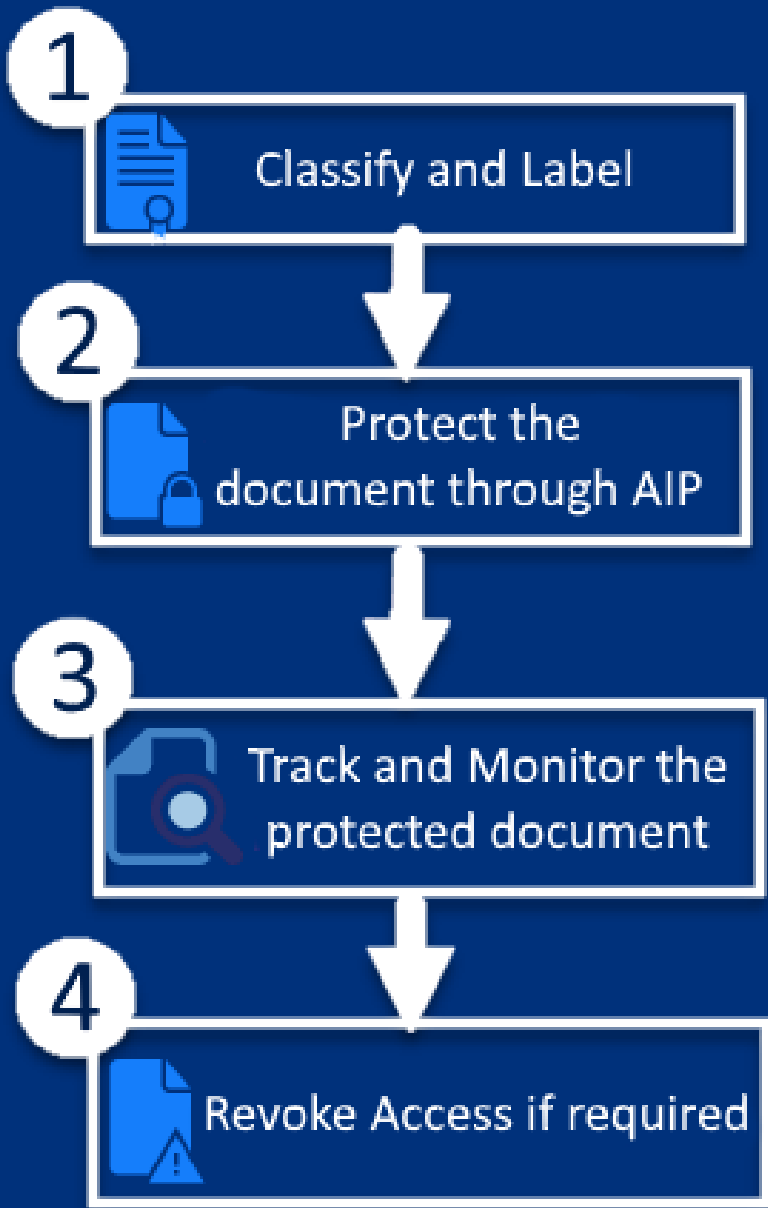 1
Classify and Label
2
Protect the
document through AIP
3
Track and Monitor the
protected document
4
Revoke Access if required